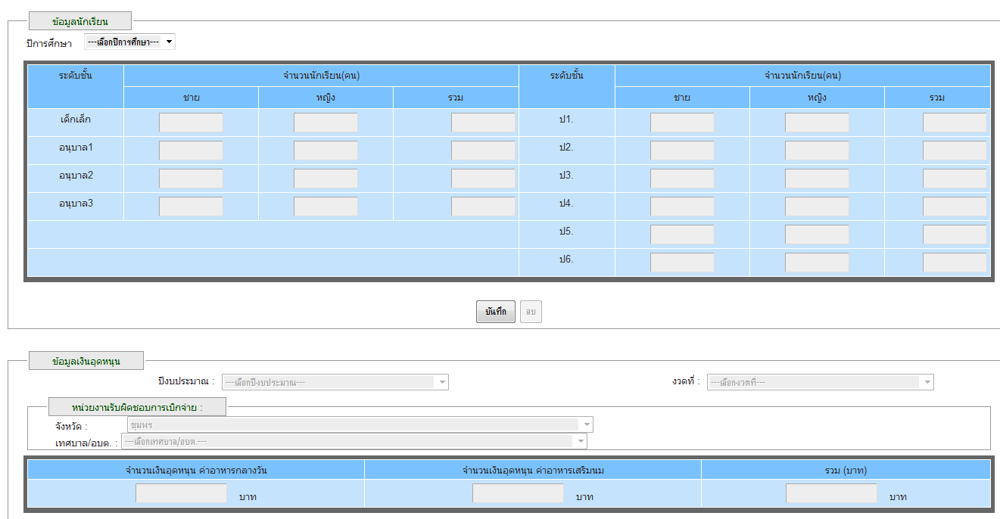 ข้อมูลนักเรียน
ปีการศึกษา ---เลือกปีการศึกษา---
ระดับชั้น จำนวนนักเรียน(คน) ระดับชั้น จำนวนนักเรียน(คน)
ชาย หญิง รวม ชาย หญิง รวม
เด็กเล็ก ป1.
อนุบาล1 ป2.
อนุบาล2 ป3.
อนุบาล3 ป4.
ป5.
ป6.
บันทึก ลบ
ข้อมูลเงินอุดหนุน
ปีงบประมาณ : ---เลือกปีงบประมาณ--- งวดที่ : ---เลือกงวดที่---
หน่วยงานรับผิดชอบการเบิกจ่าย :
จังหวัด : ชุมพร
เทศบาล/อบต. : ---เลือกเทศบาล/อบต.---
จำนวนเงินอุดหนุน ค่าอาหารกลางวัน จำนวนเงินอุดหนุน ค่าอาหารเสริมนม รวม (บาท)
บาท บาท บาท